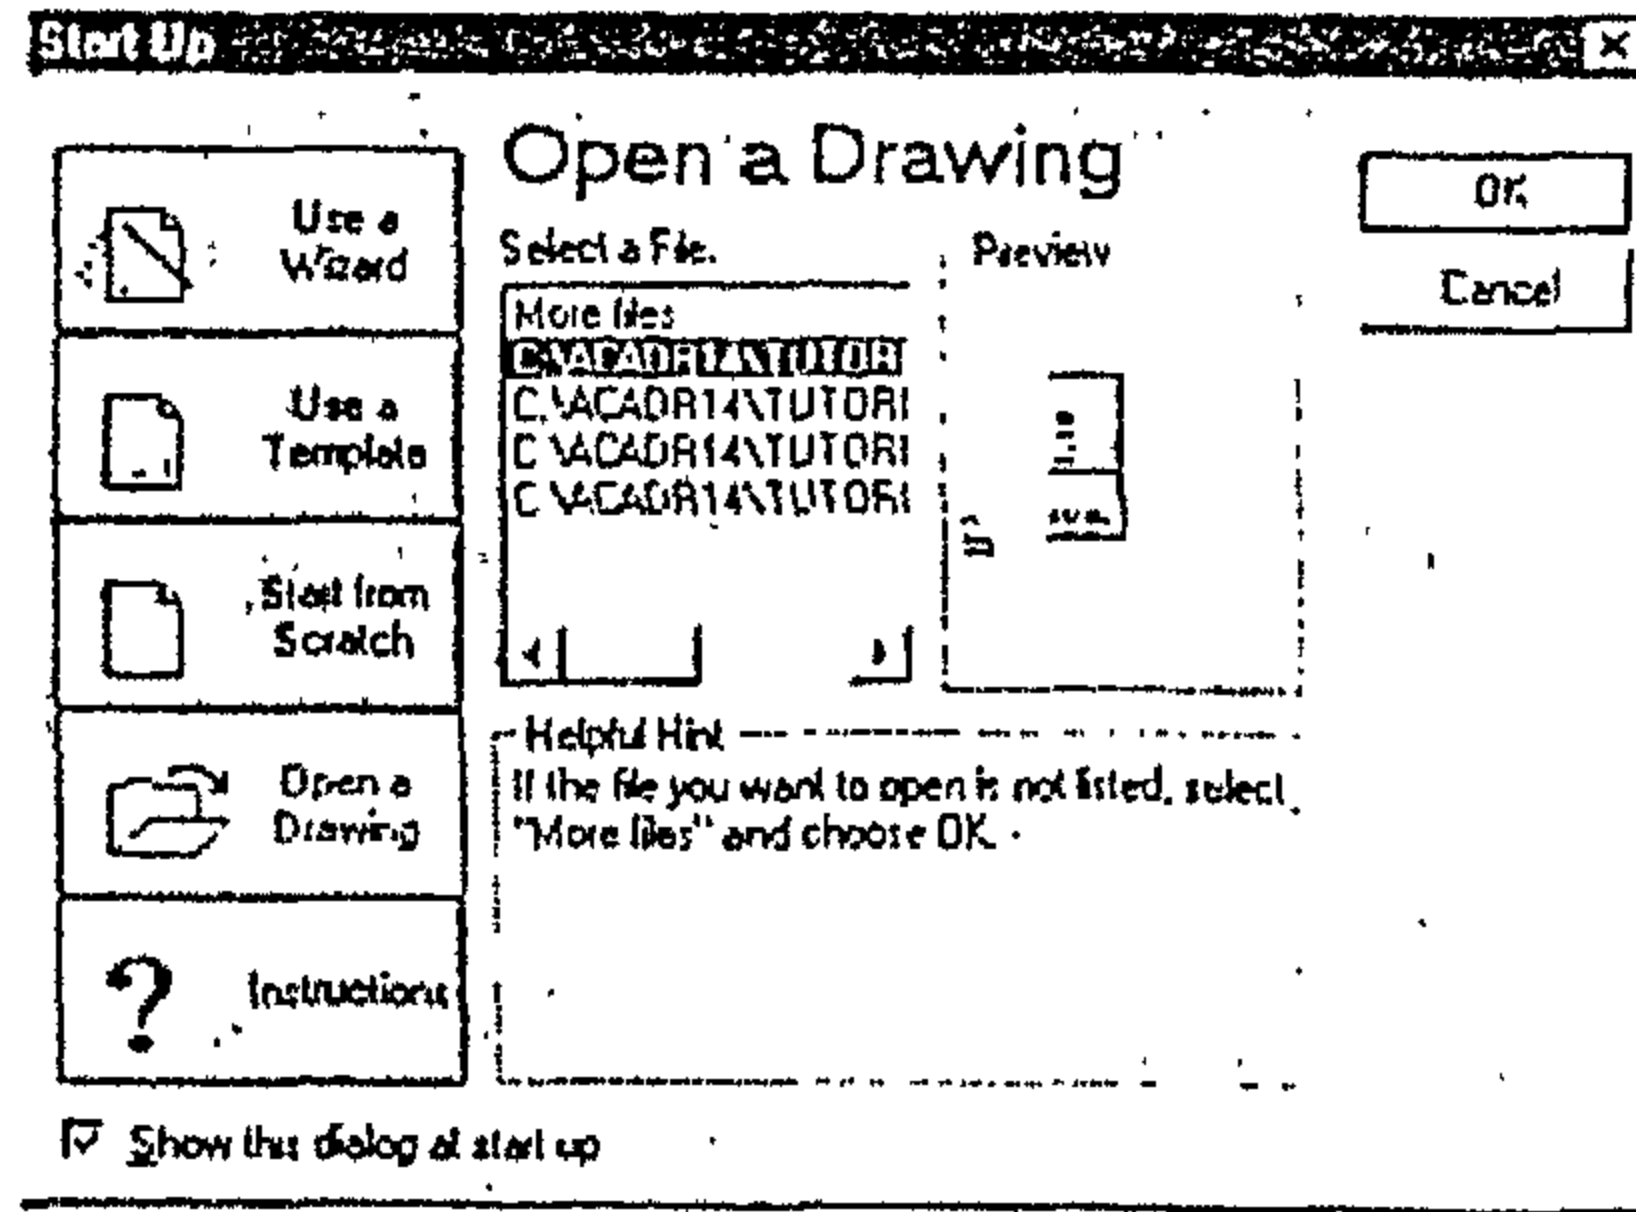 Start Up
Use a
Wizard
Use a
Template
Start from
Scratch
Open a
Drawing
Instructions
Open a Drawing
Select a File.
More files
C:\ACADR14\TUTORI
C:\ACADR14\TUTORI
C:\ACADR14\TUTORI
C:\ACADR14\TUTORI
Preview
OK
Cancel
Helpful Hint
If the file you want to open is not listed, select
"More files" and choose OK.
Show this dialog at start up